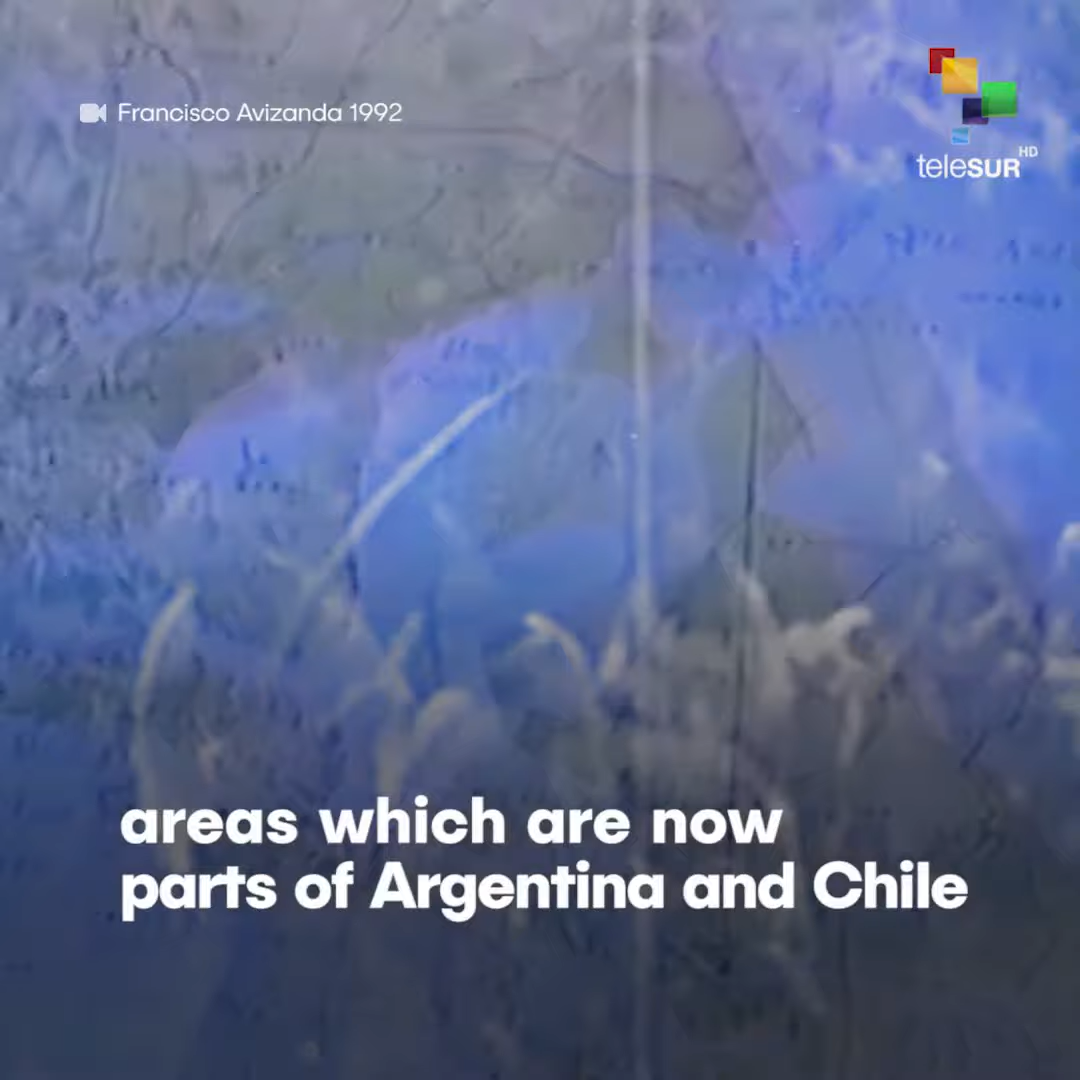 Francisco Avizanda 1992
teleSUR HD
areas which are now
parts of Argentina and Chile